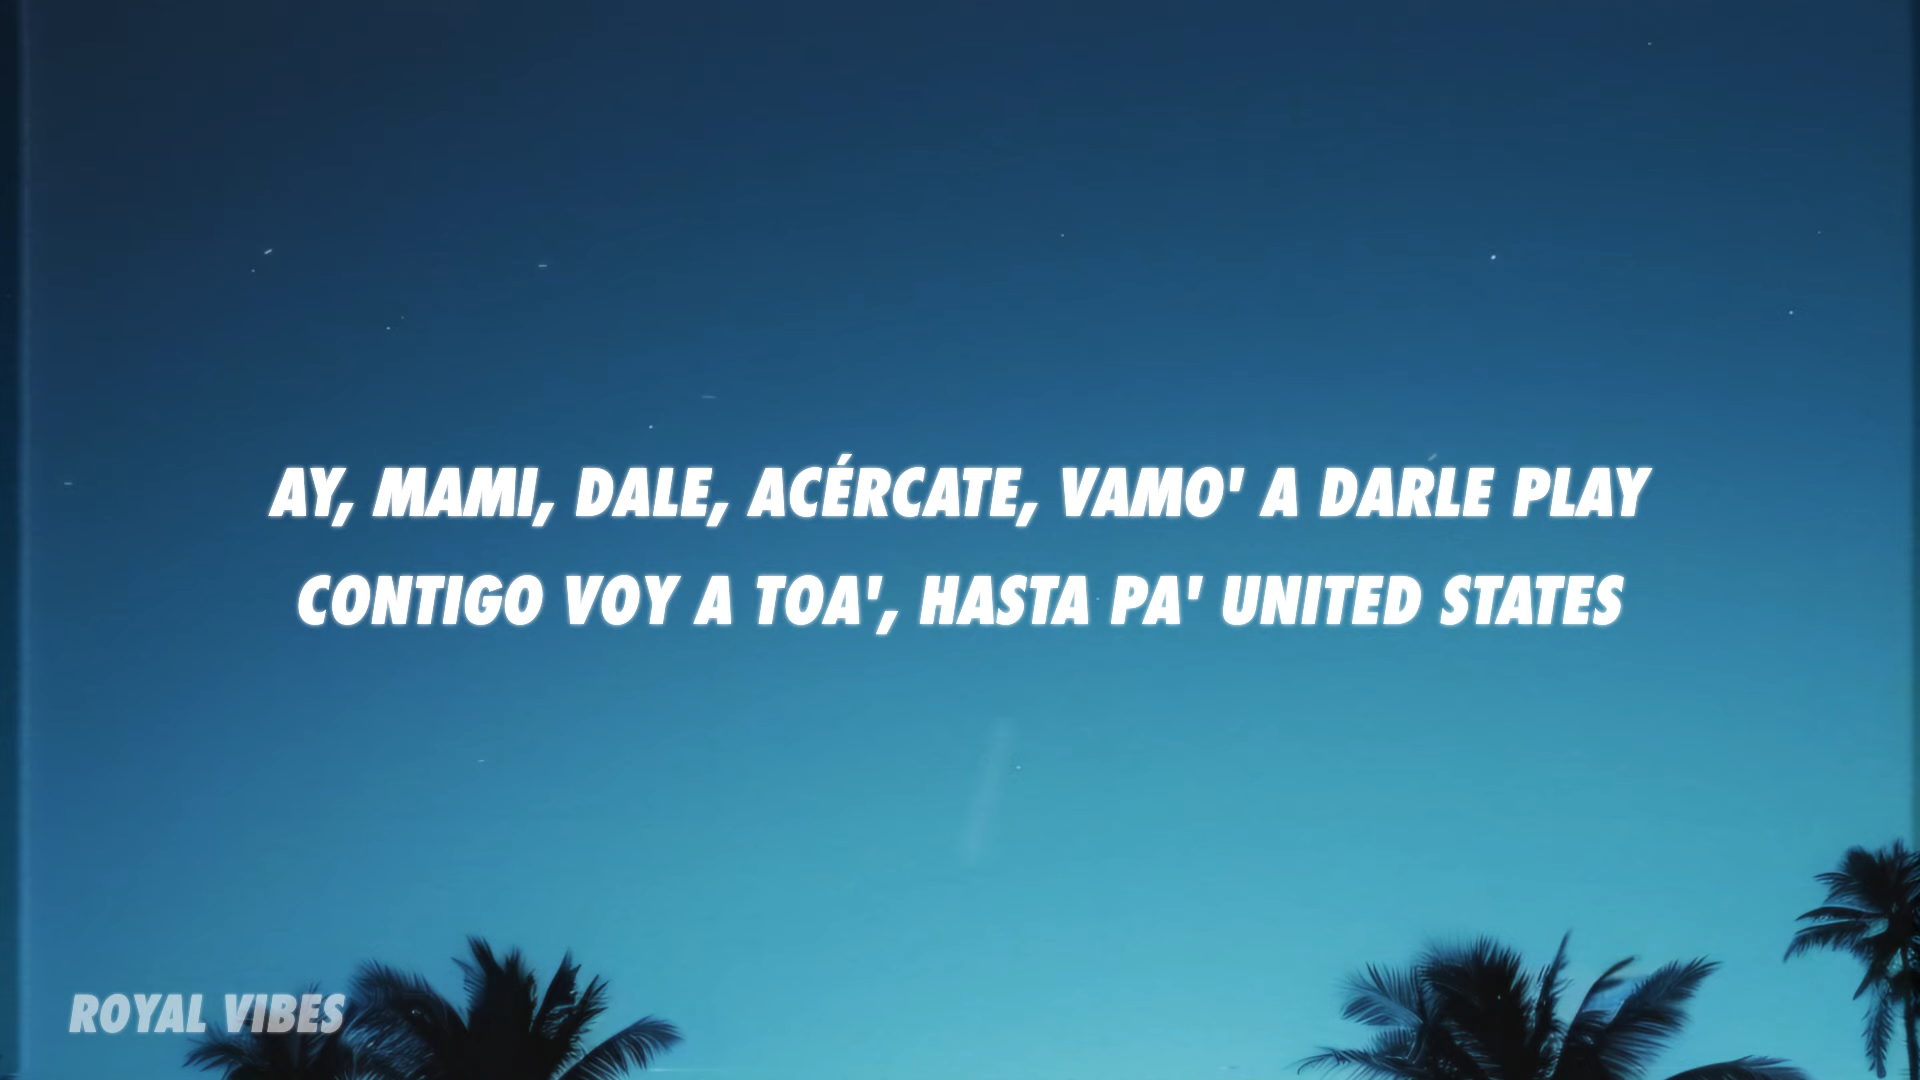 AY, MAMI, DALE, ACÉRCATE, VAMO' A DARLE PLAY
CONTIGO VOY A TOA', HASTA PA' UNITED STATES
ROYAL VIBES